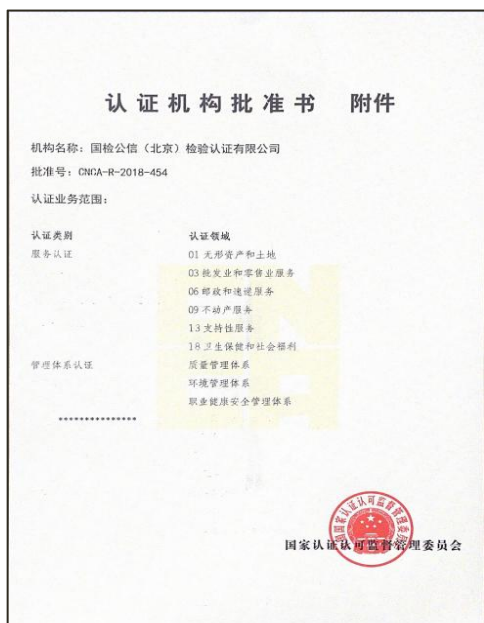 认证机构批准书 附件
机构名称：国检公信（北京）检验认证有限公司
批准号：CNCA-R-2018-454
认证业务范围：
认证类别 认证领域
服务认证 01 无形资产和土地
03 批发业和零售业服务
06 邮政和速递服务
09 不动产服务
13 支持性服务
18 卫生保健和社会福利
管理体系认证 质量管理体系
环境管理体系
职业健康安全管理体系
***************
国家认证认可监督管理委员会